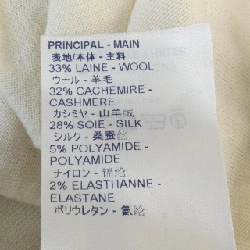 PRINCIPAL - MAIN
表地/本体 - 主料
33% LAINE - WOOL
ウール - 羊毛
32% CACHEMIRE -
CASHMERE
カシミヤ - 山羊绒
28% SOIE - SILK
シルク - 桑蚕丝
5% POLYAMIDE -
POLYAMIDE
ナイロン - 锦纶
2% ELASTHANNE -
ELASTANE
ポリウレタン - 氨纶